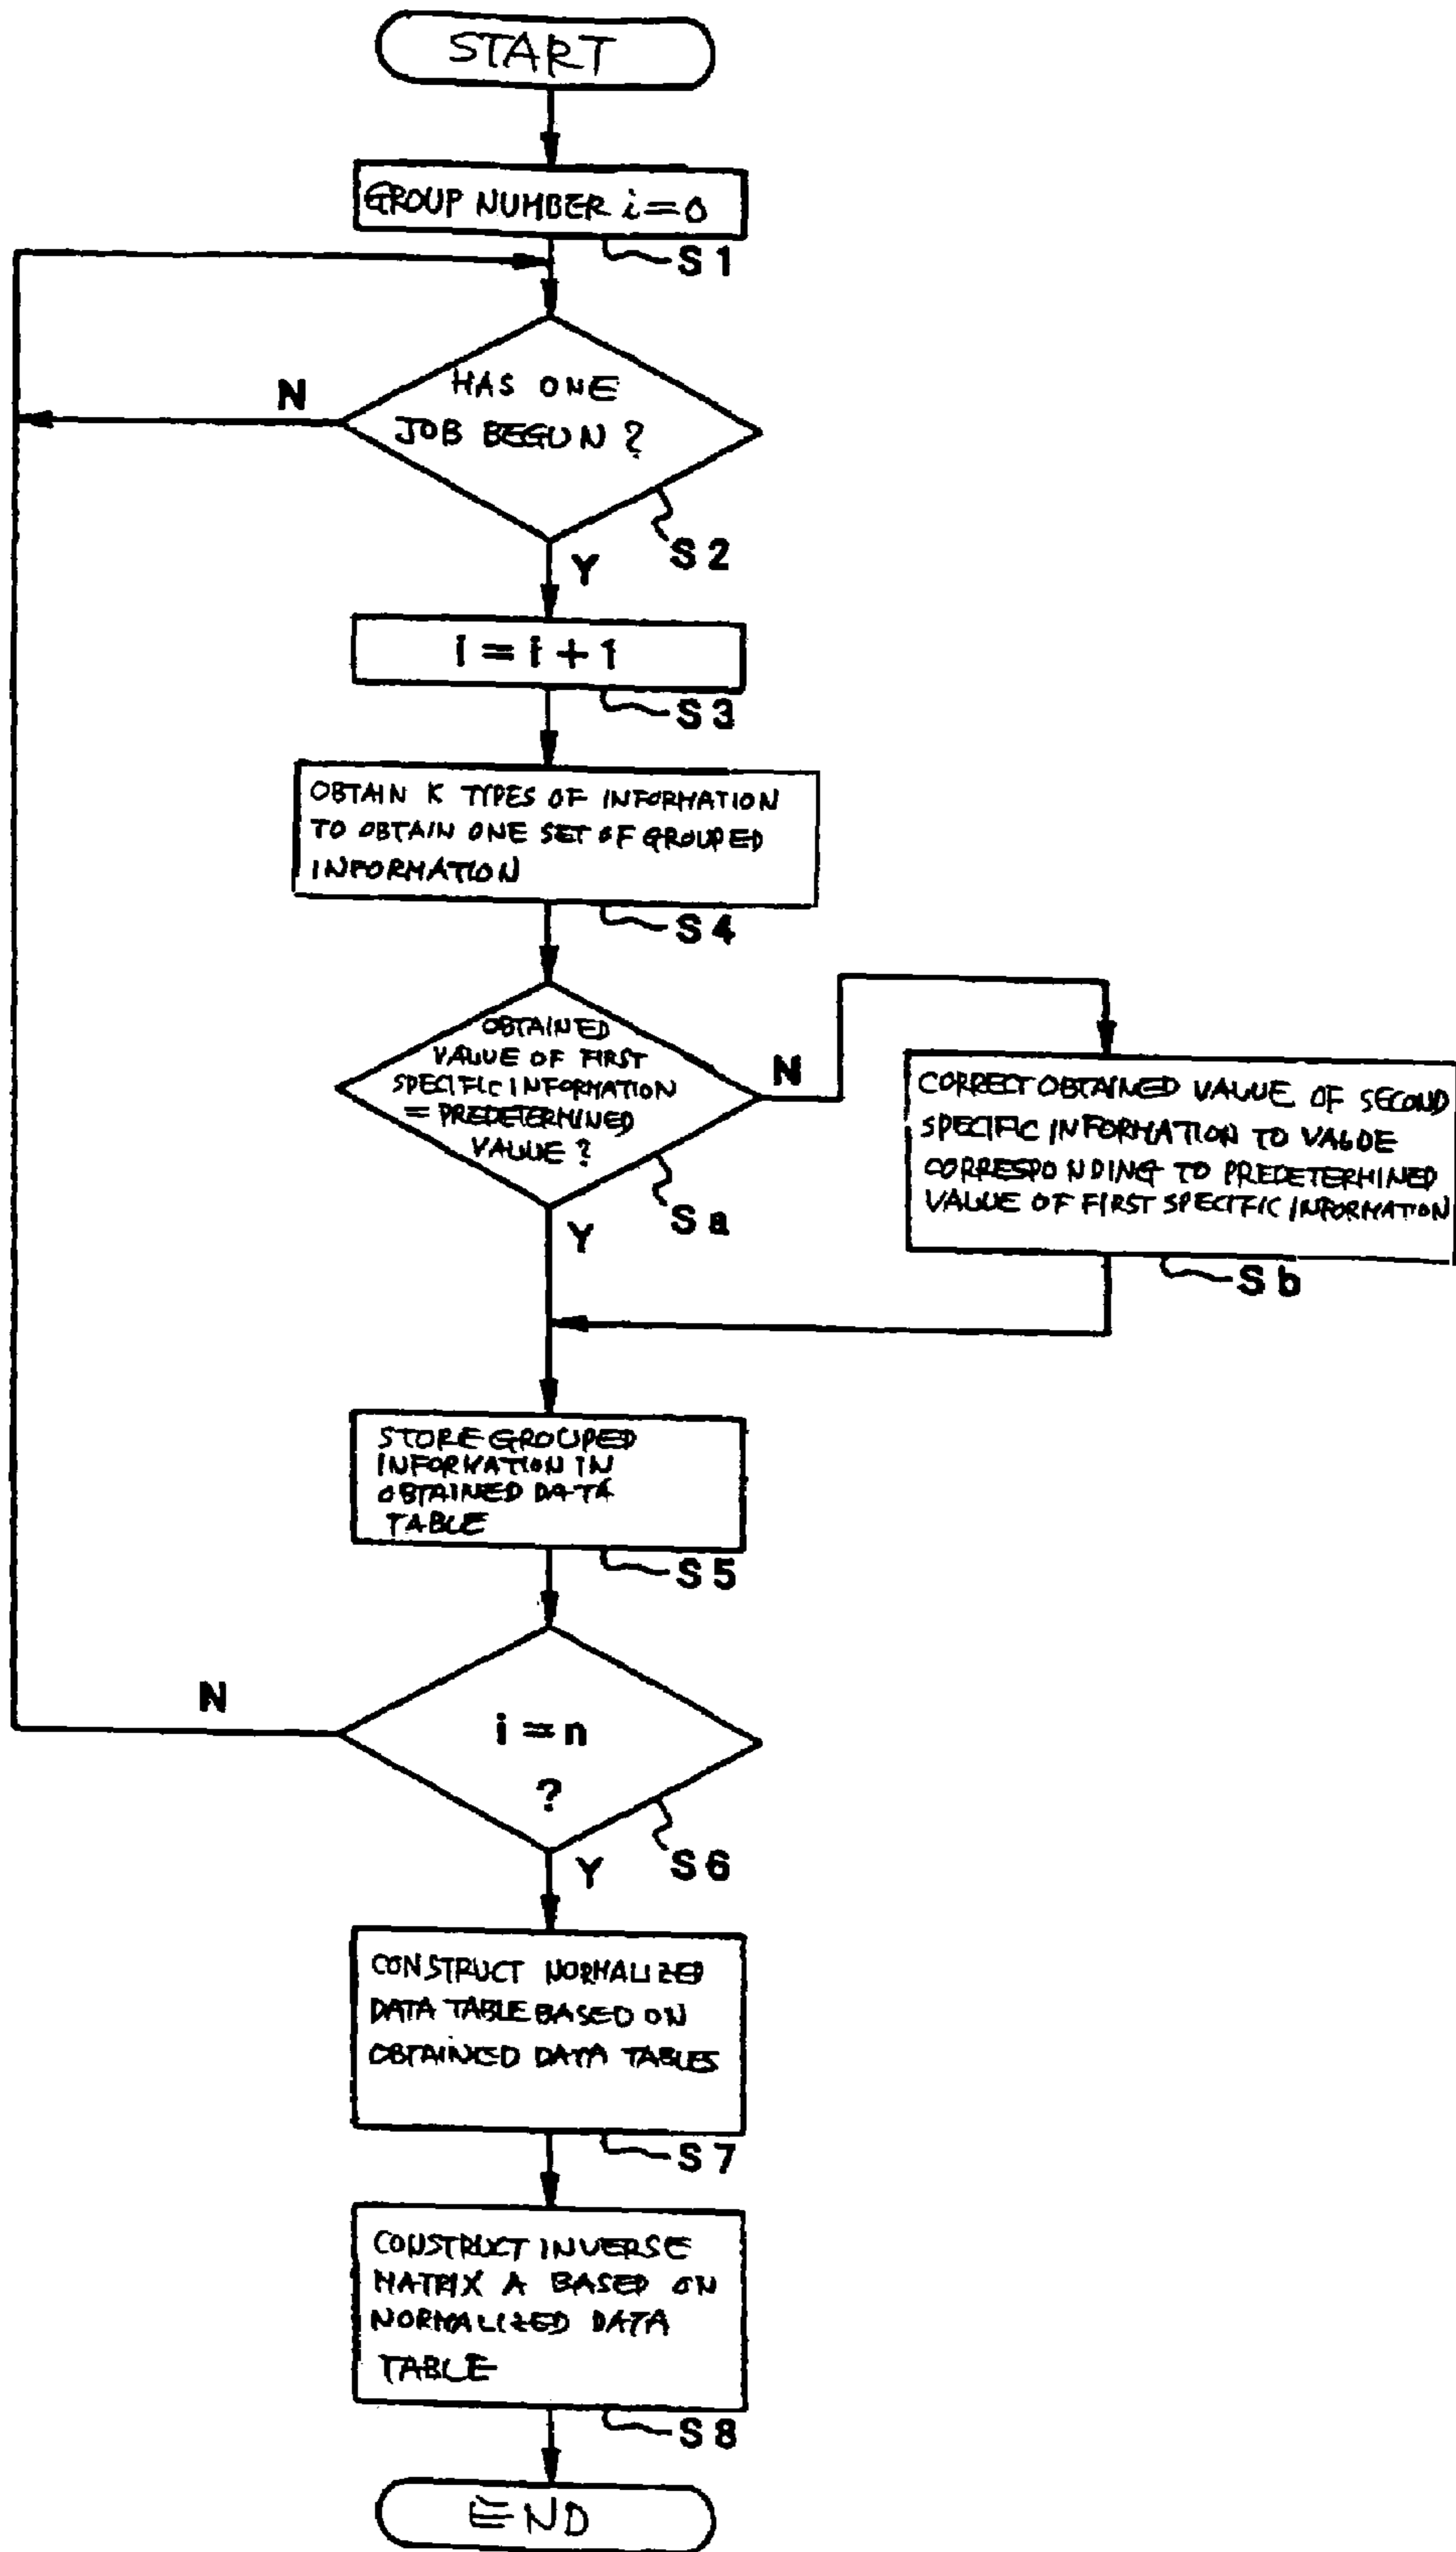 START
GROUP NUMBER i=0
S1
HAS ONE
JOB BEGUN?
N
S2
Y
i = i + 1
S3
OBTAIN K TYPES OF INFORMATION
TO OBTAIN ONE SET OF GROUPED
INFORMATION
S4
OBTAINED
VALUE OF FIRST
SPECIFIC INFORMATION
= PREDETERMINED
VALUE?
N
Sa
Y
CORRECT OBTAINED VALUE OF SECOND
SPECIFIC INFORMATION TO VALUE
CORRESPONDING TO PREDETERMINED
VALUE OF FIRST SPECIFIC INFORMATION
Sb
STORE GROUPED
INFORMATION IN
OBTAINED DATA
TABLE
S5
i = n
?
N
S6
Y
CONSTRUCT NORMALIZED
DATA TABLE BASED ON
OBTAINED DATA TABLES
S7
CONSTRUCT INVERSE
MATRIX A BASED ON
NORMALIZED DATA
TABLE
S8
END